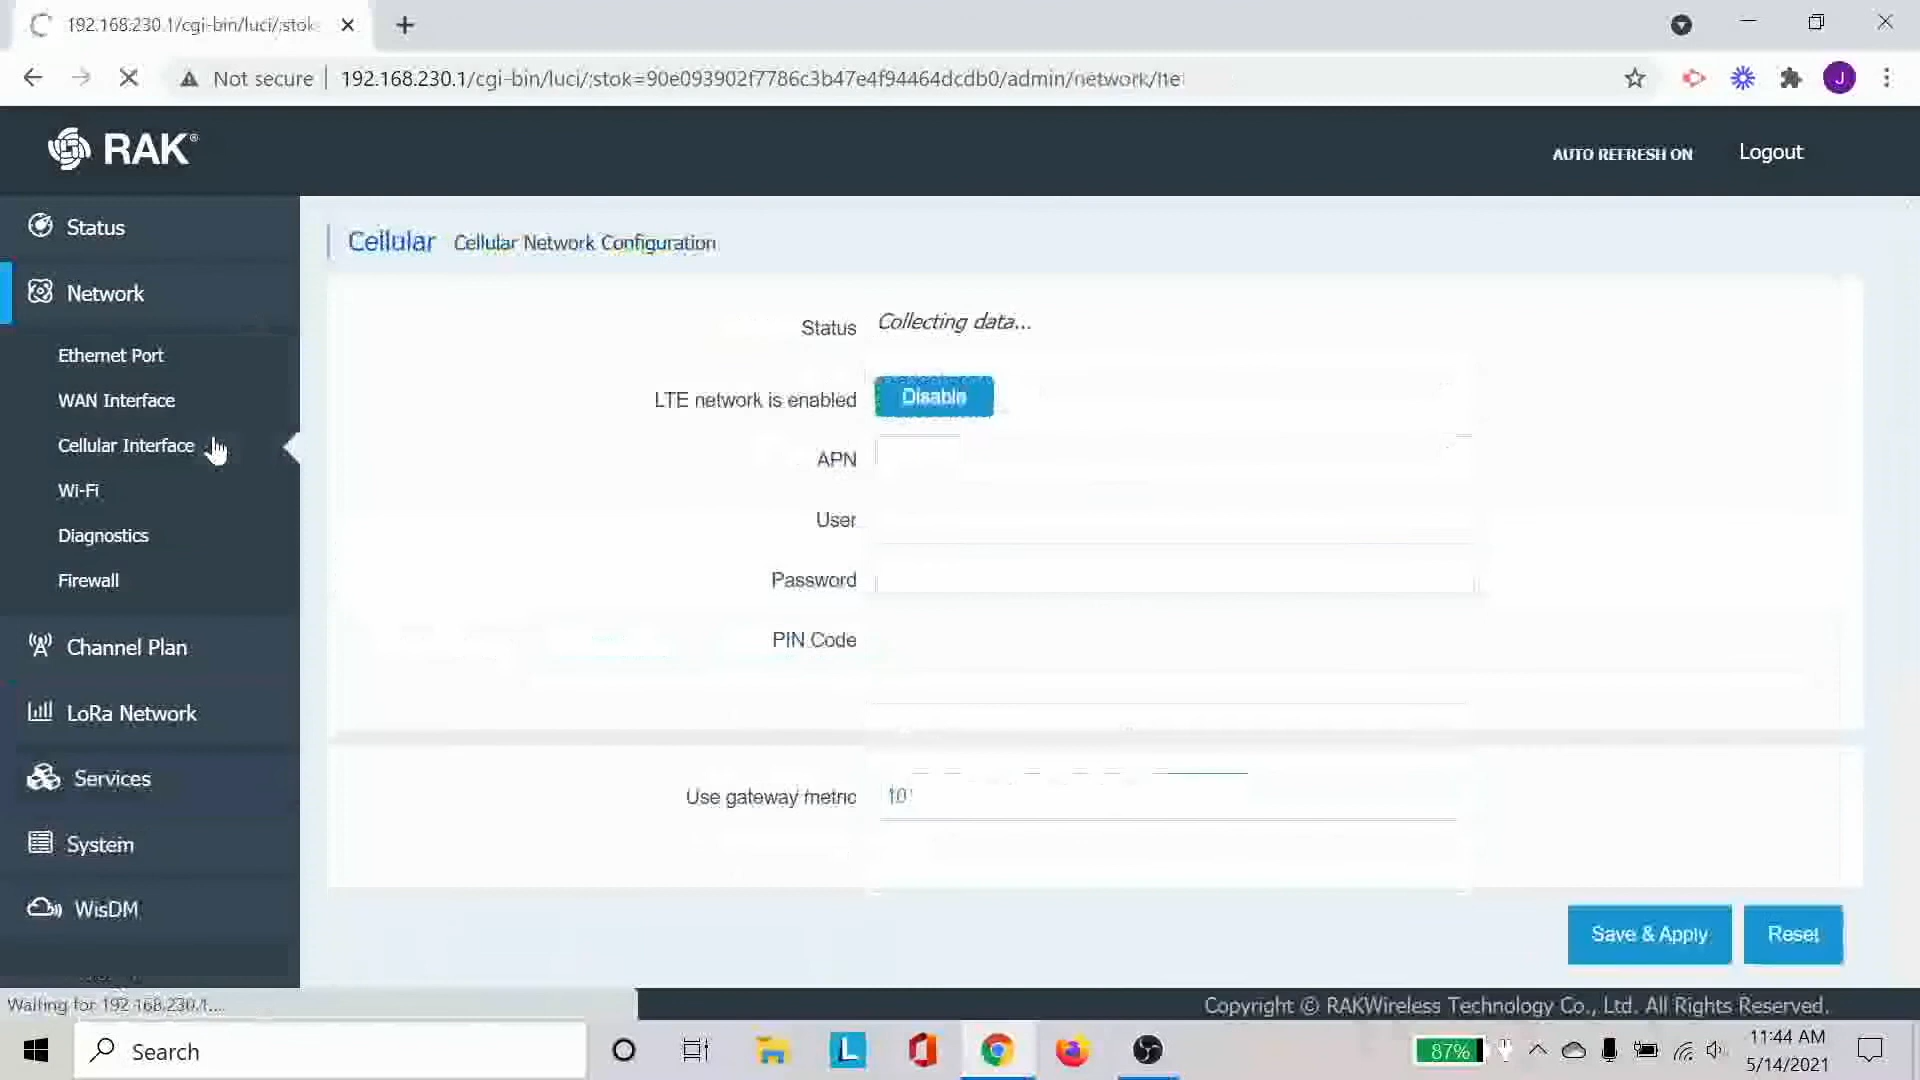 192.168.230.1/cgi-bin/luci/;stok
Not secure
192.168.230.1/cgi-bin/luci/;stok=90e093902f7786c3b47e4f94464dcdb0/admin/network/lte
J
RAK®
AUTO REFRESH ON
Logout
Status
Network
Ethernet Port
WAN Interface
Cellular Interface
Wi-Fi
Diagnostics
Firewall
Channel Plan
LoRa Network
Services
System
WisDM
Cellular Cellular Network Configuration
Status Collecting data...
LTE network is enabled Disable
APN
User
Password
PIN Code
Use gateway metric 10
Save & Apply Reset
Waiting for 192.168.230.1....
Copyright © RAKWireless Technology Co., Ltd. All Rights Reserved.
Search
L
87%
11:44 AM
5/14/2021